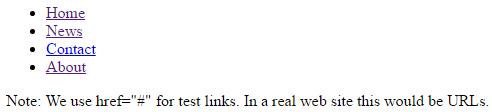 Home
News
Contact
About
Note: We use href="#" for test links. In a real web site this would be URLs.